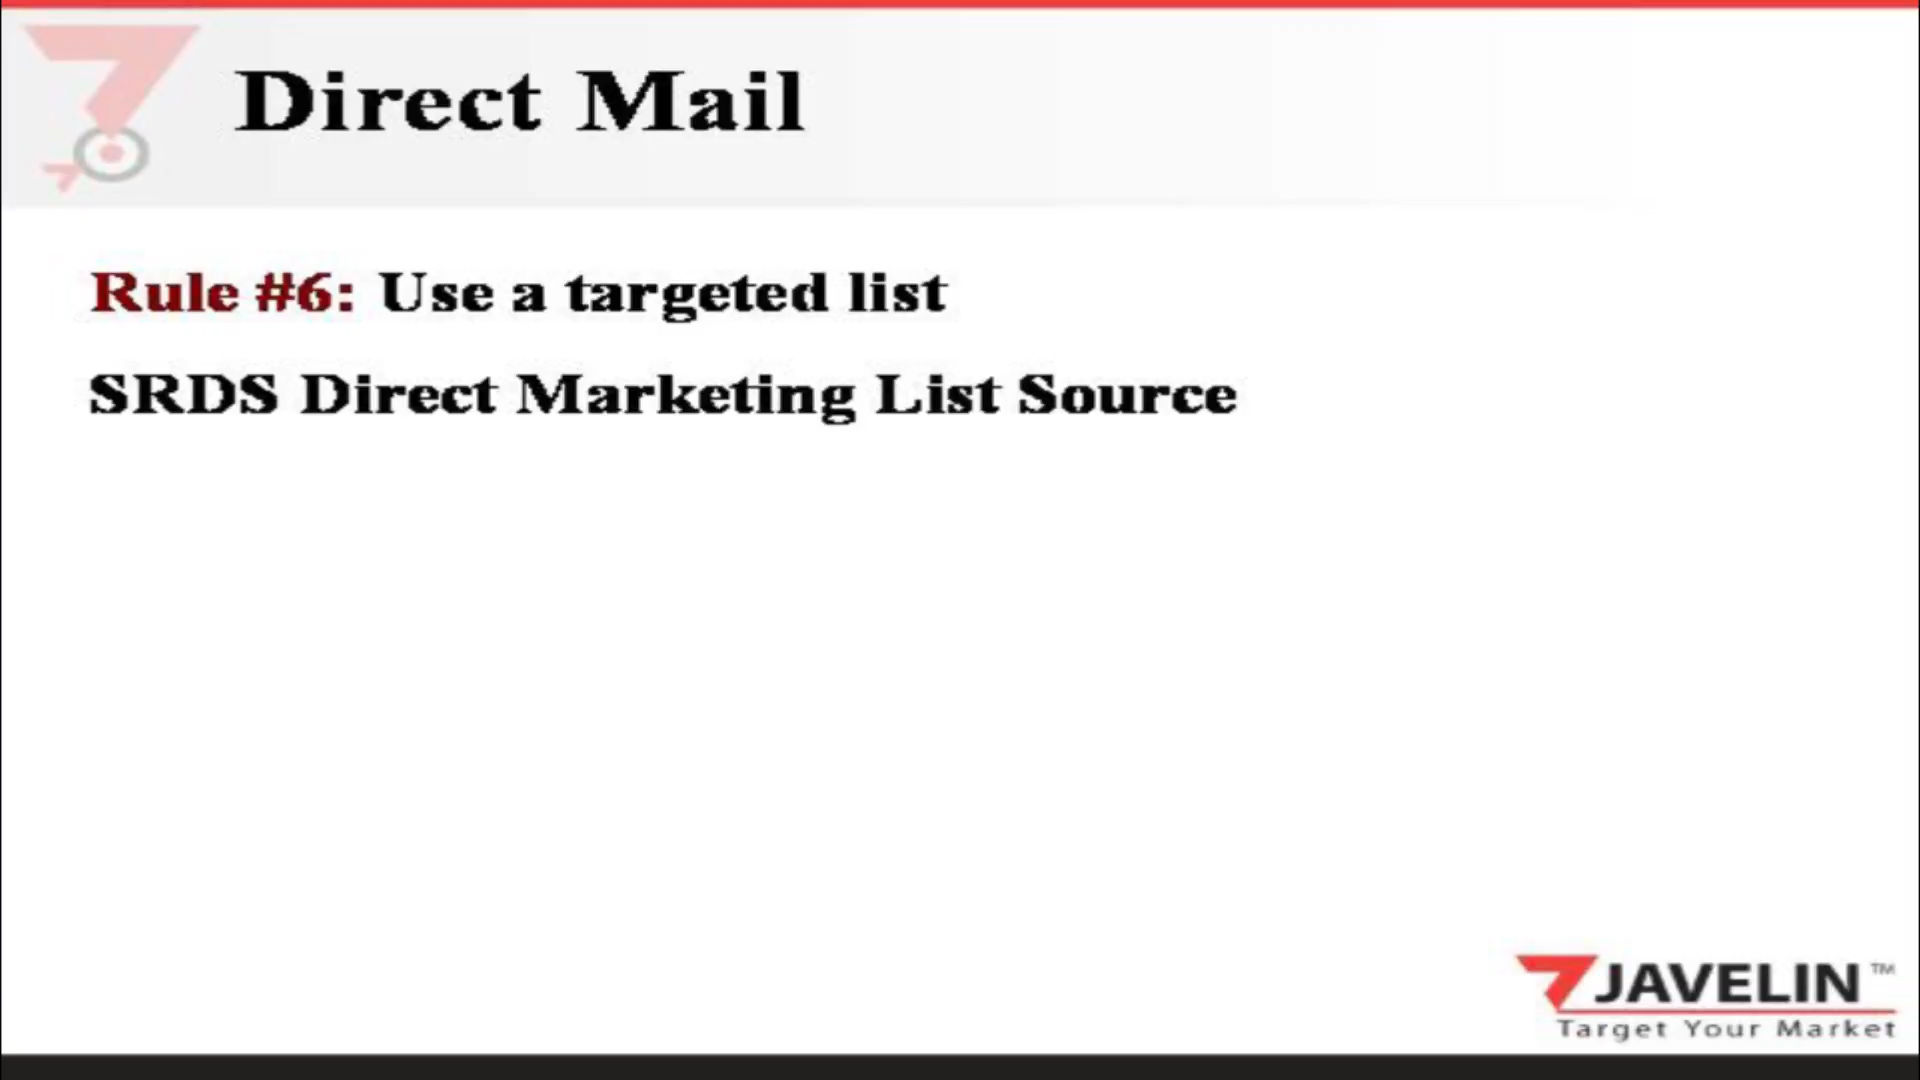 Direct Mail
Rule #6: Use a targeted list
SRDS Direct Marketing List Source
JAVELIN™
Target Your Market